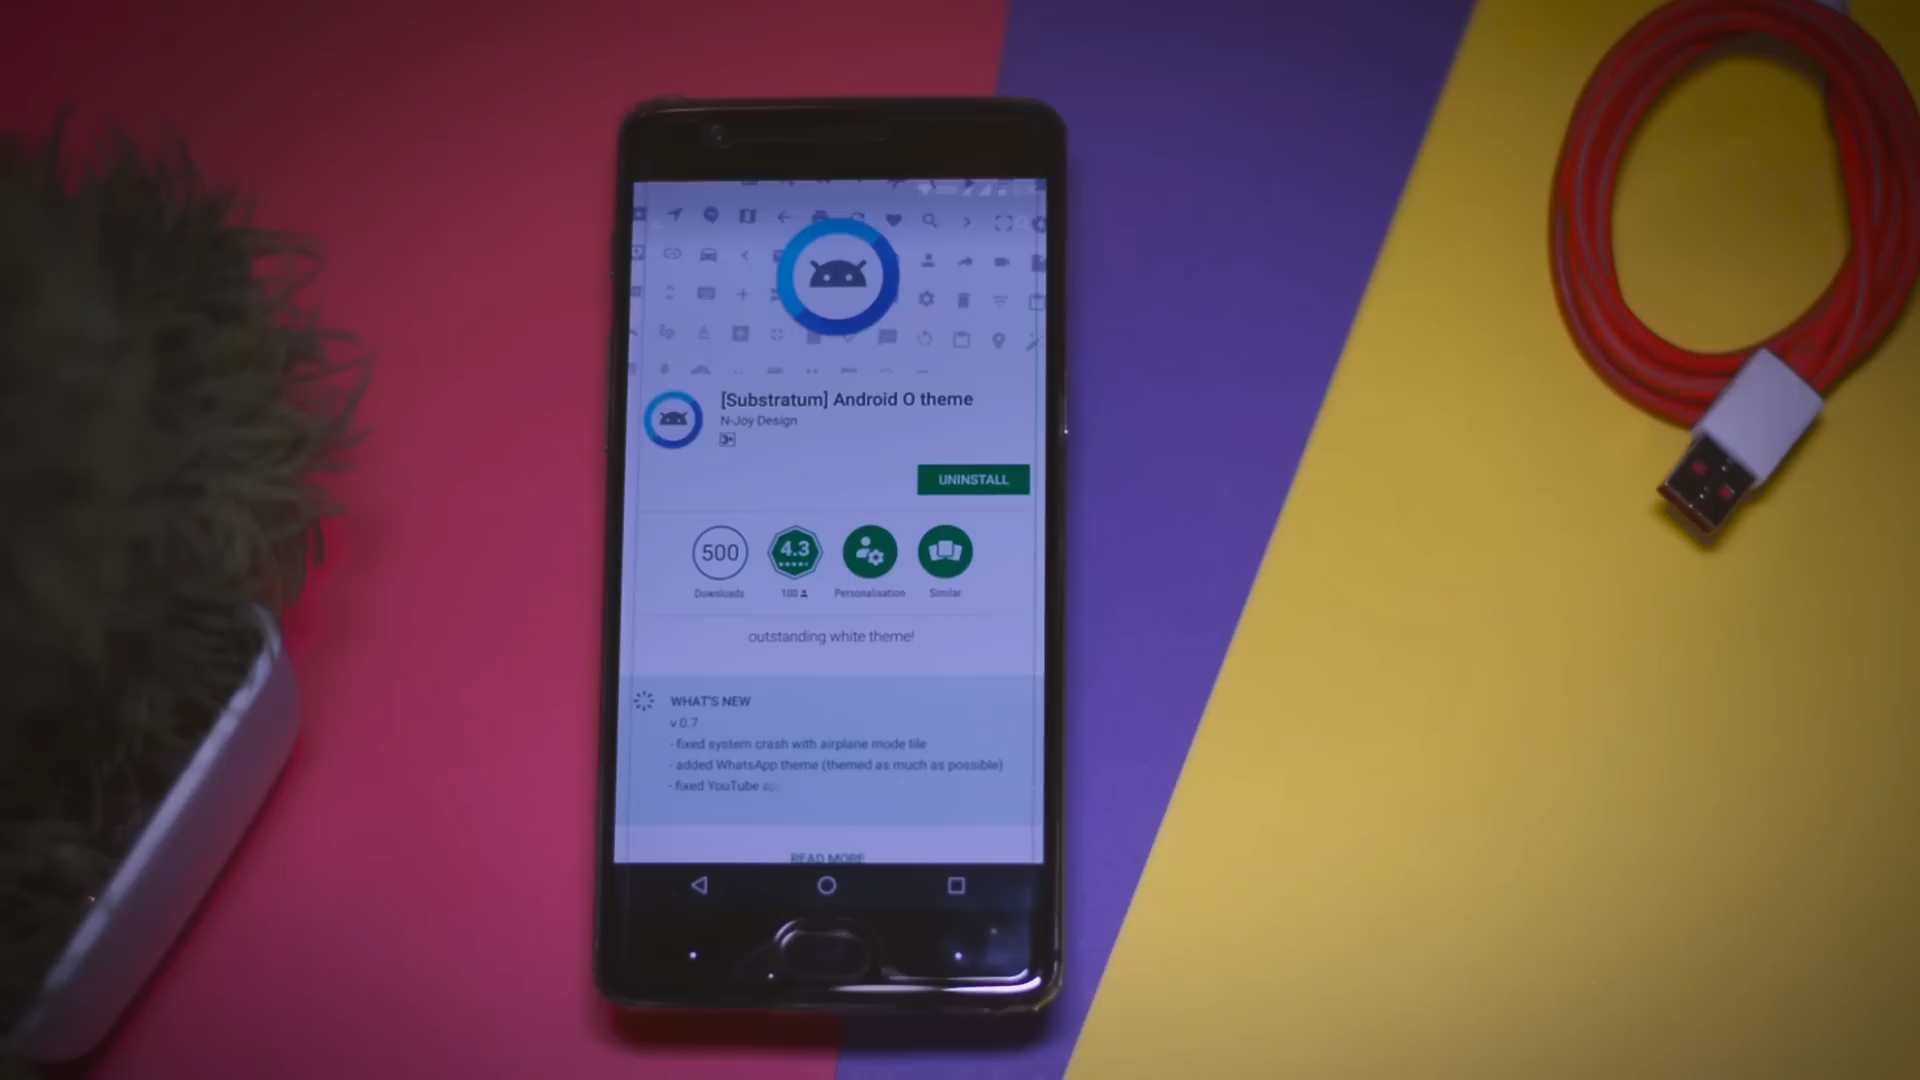 [Substratum] Android O theme
N-Joy Design
3+
UNINSTALL
500
4.3
Downloads
100
Personalisation
Similar
outstanding white theme!
WHAT'S NEW
v 0.7
- fixed system crash with airplane mode tile
- added WhatsApp theme (themed as much as possible)
- fixed YouTube
READ MORE